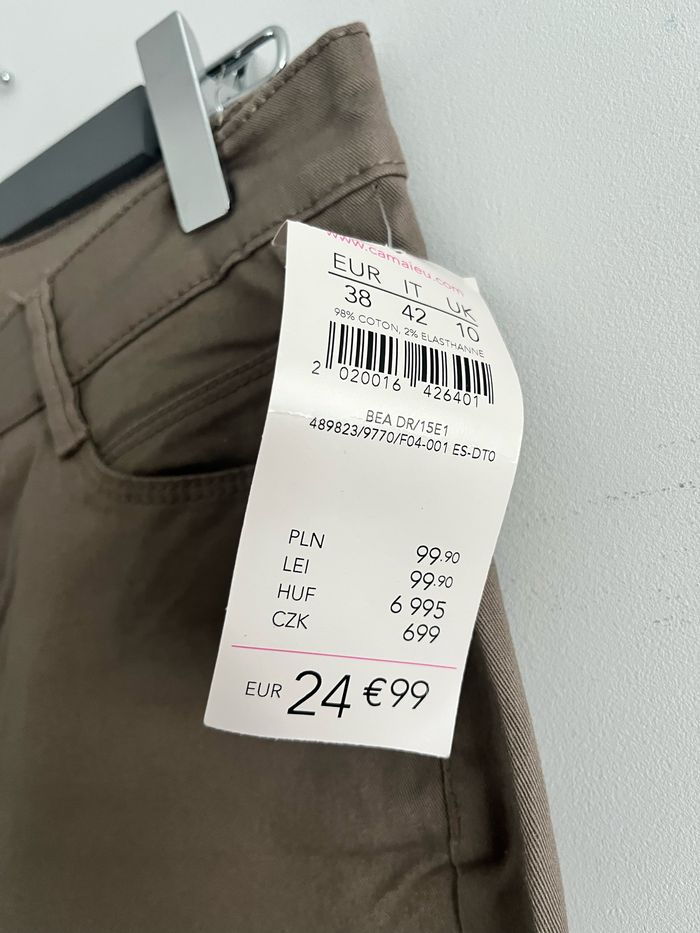 www.camaieu.com
EUR IT UK
38 42 10
98% COTON, 2% ELASTHANNE
2 020016 426401
BEA DR/15E1
489823/9770/F04-001 ES-DT0
PLN 99.90
LEI 99.90
HUF 6 995
CZK 699
EUR 24 €99